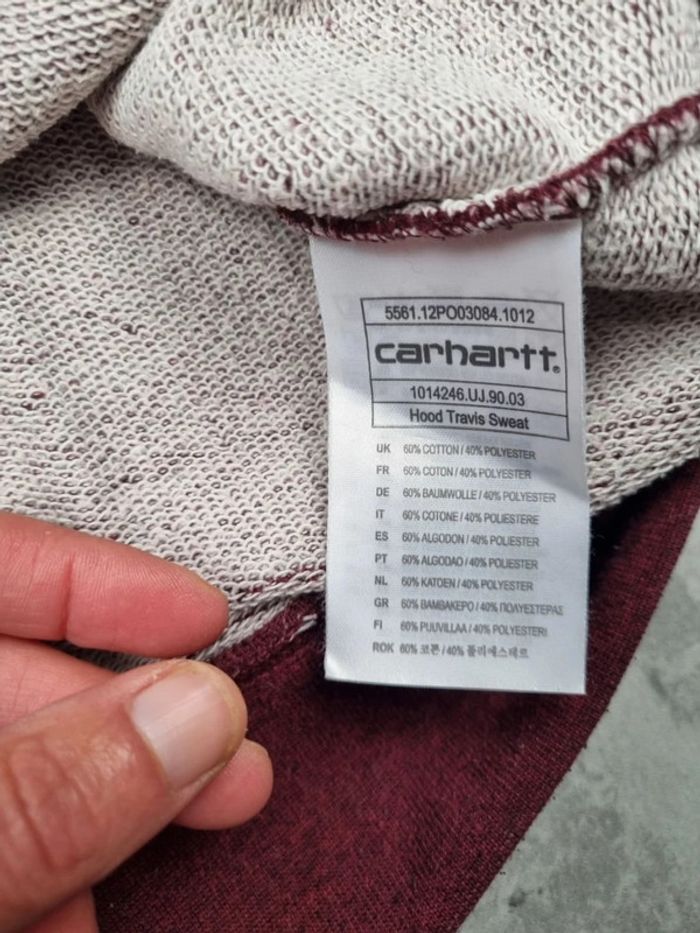 5561.12PO03084.1012
carhartt®
1014246.UJ.90.03
Hood Travis Sweat
UK 60% COTTON / 40% POLYESTER
FR 60% COTON / 40% POLYESTER
DE 60% BAUMWOLLE / 40% POLYESTER
IT 60% COTONE / 40% POLIESTERE
ES 60% ALGODON / 40% POLIESTER
PT 60% ALGODAO / 40% POLIESTER
NL 60% KATOEN / 40% POLYESTER
GR 60% ΒΑΜΒΑΚΕΡΟ / 40% ΠΟΛΥΕΣΤΕΡΑΣ
FI 60% PUUVILLAA / 40% POLYESTERI
ROK 60% 코튼 / 40% 폴리에스테르